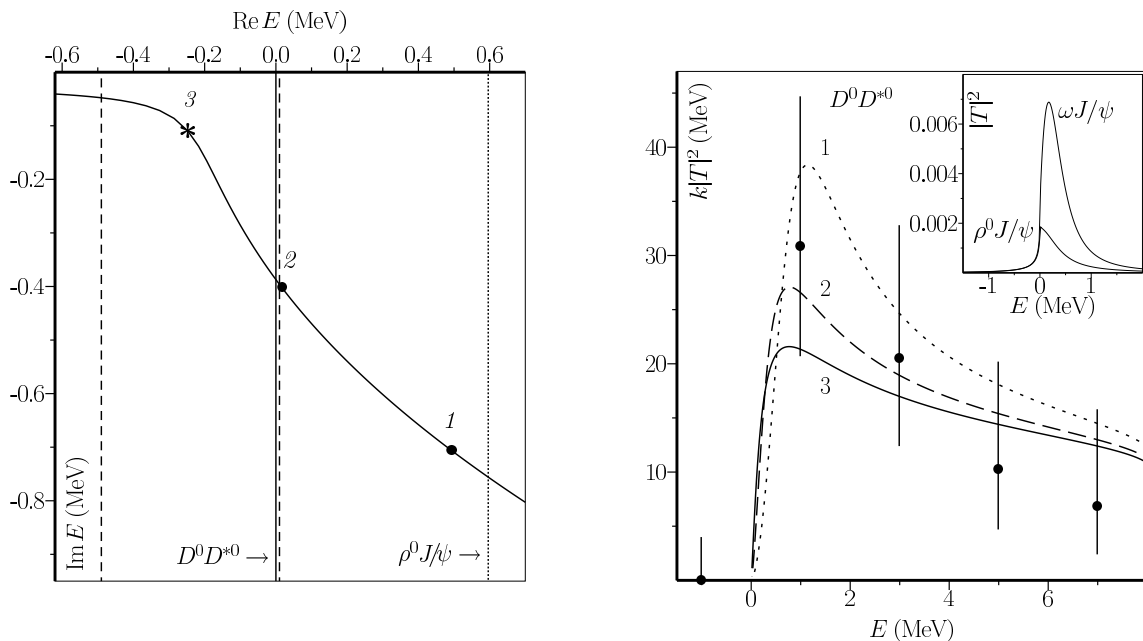 Re E (MeV)
-0.6 -0.4 -0.2 0.0 0.2 0.4 0.6
-0.2
-0.4
-0.6
-0.8
Im E (MeV)
3
2
1
D⁰D*⁰ →
ρ⁰J/ψ →
k|T|² (MeV)
40
30
20
10
0 2 4 6
E (MeV)
D⁰D*⁰
1
2
3
|T|²
0.006
0.004
0.002
ωJ/ψ
ρ⁰J/ψ
-1 0 1
E (MeV)